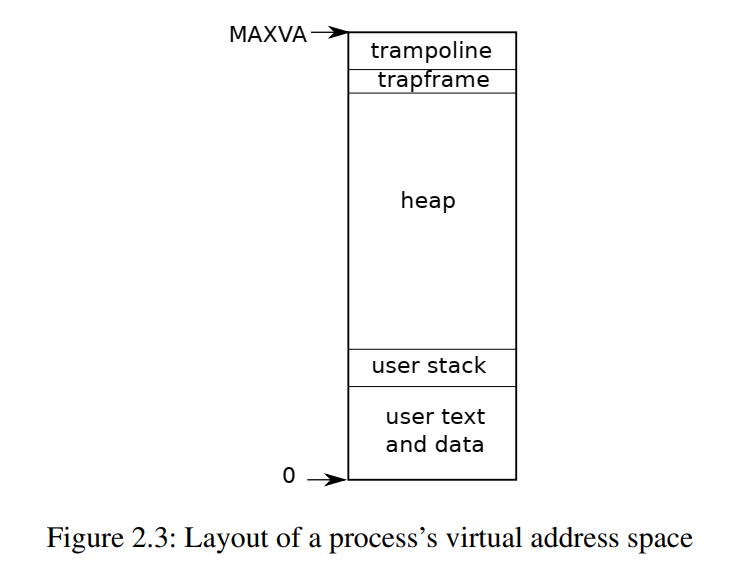 MAXVA
trampoline
trapframe
heap
user stack
user text
and data
0
Figure 2.3: Layout of a process’s virtual address space